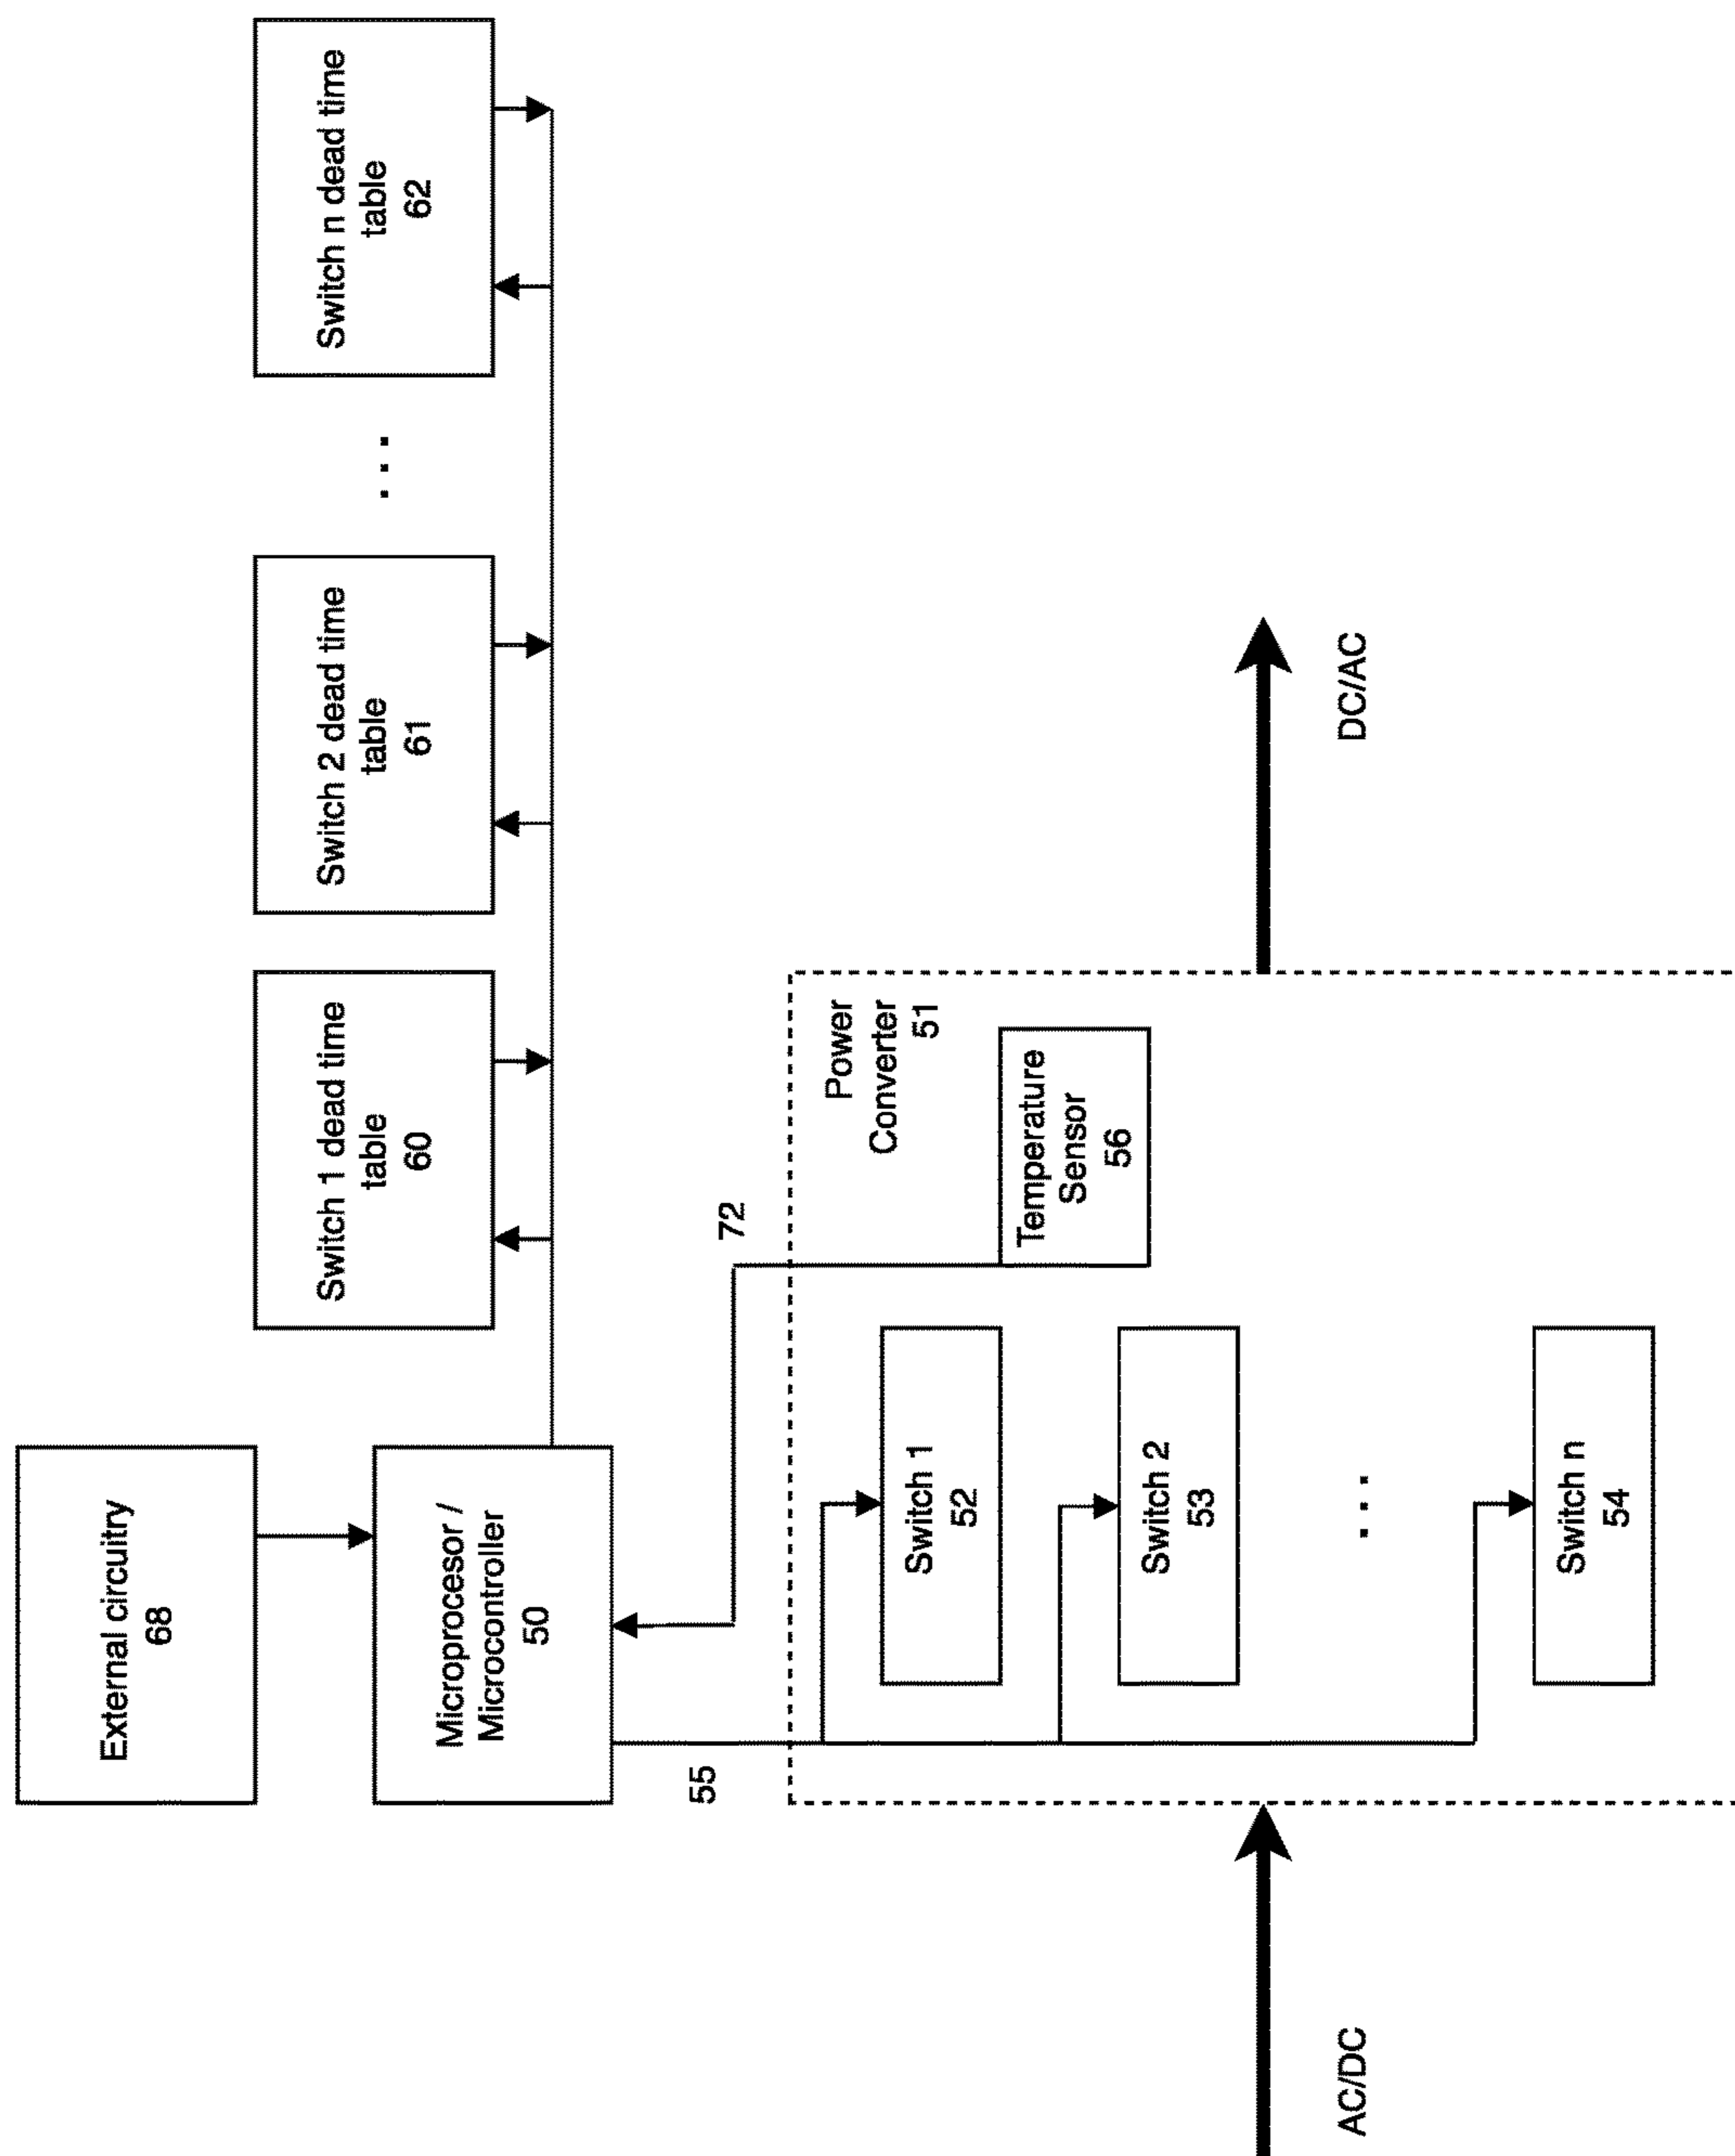 External circuitry
68
Microprocesor /
Microcontroller
50
Switch 1 dead time
table
60
Switch 2 dead time
table
61
. . .
Switch n dead time
table
62
55
72
Power
Converter
51
Switch 1
52
Temperature
Sensor
56
Switch 2
53
. . .
Switch n
54
AC/DC
DC/AC